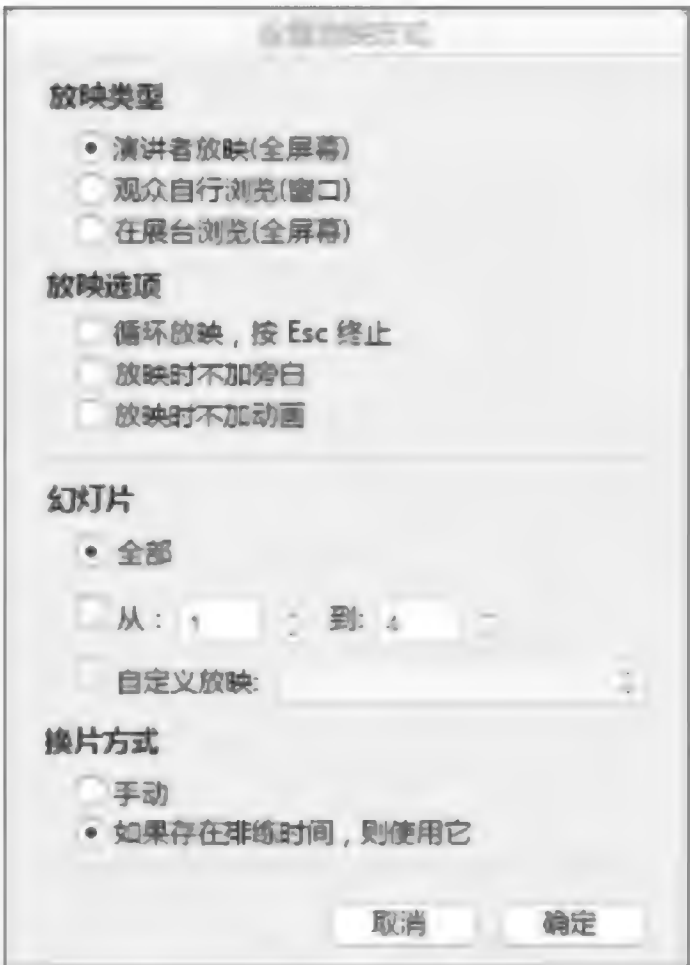 放映类型
演讲者放映(全屏幕)
观众自行浏览(窗口)
在展台浏览(全屏幕)
放映选项
循环放映，按 Esc 终止
放映时不加旁白
放映时不加动画
幻灯片
全部
从： 到:
自定义放映:
换片方式
手动
如果存在排练时间，则使用它
取消 确定